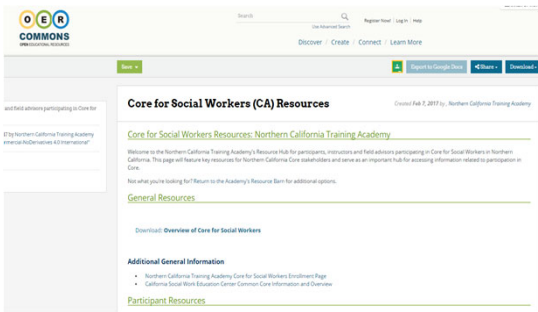 OER
COMMONS
OPEN EDUCATIONAL RESOURCES
Search
Use Advanced Search
Register Now! | Log In | Help
Discover / Create / Connect / Learn More
Save
Export to Google Docs
Share
Download
and field advisors participating in Core for
17 by Northern California Training Academy
mmercial-NoDerivatives 4.0 International"
Core for Social Workers (CA) Resources
Created Feb 7, 2017 by , Northern California Training Academy
Core for Social Workers Resources: Northern California Training Academy
Welcome to the Northern California Training Academy's Resource Hub for participants, instructors and field advisors participating in Core for Social Workers in Northern
California. This page will feature key resources for Northern California Core stakeholders and serve as an important hub for accessing information related to participation in
Core.
Not what you're looking for? Return to the Academy's Resource Barn for additional options.
General Resources
Download: Overview of Core for Social Workers
Additional General Information
Northern California Training Academy Core for Social Workers Enrollment Page
California Social Work Education Center Common Core Information and Overview
Participant Resources